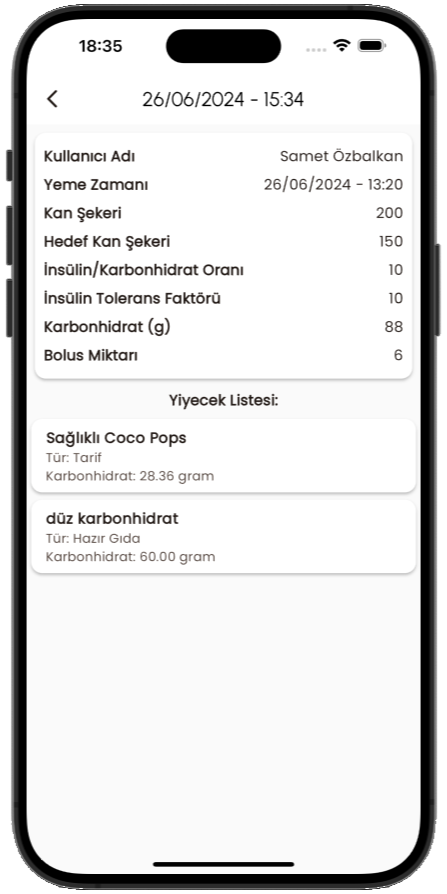 18:35
26/06/2024 - 15:34
Kullanıcı Adı Samet Özbalkan
Yeme Zamanı 26/06/2024 - 13:20
Kan Şekeri 200
Hedef Kan Şekeri 150
İnsülin/Karbonhidrat Oranı 10
İnsülin Tolerans Faktörü 10
Karbonhidrat (g) 88
Bolus Miktarı 6
Yiyecek Listesi:
Sağlıklı Coco Pops
Tür: Tarif
Karbonhidrat: 28.36 gram
düz karbonhidrat
Tür: Hazır Gıda
Karbonhidrat: 60.00 gram